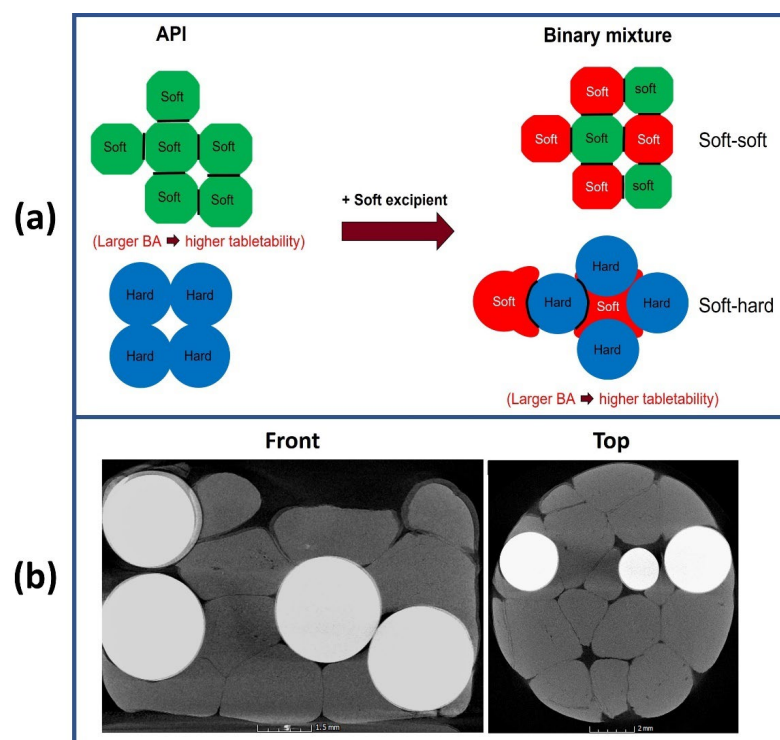 API
Binary mixture
Soft
Soft
Soft
Soft
Soft
Soft
Soft
soft
Soft
Soft
Soft
Soft
soft
Soft-soft
(a)
+ Soft excipient
(Larger BA ➡ higher tabletability)
Hard
Hard
Hard
Hard
Hard
Soft
Hard
Soft
Hard
Hard
Soft-hard
(Larger BA ➡ higher tabletability)
Front
Top
(b)
1.5 mm
2 mm